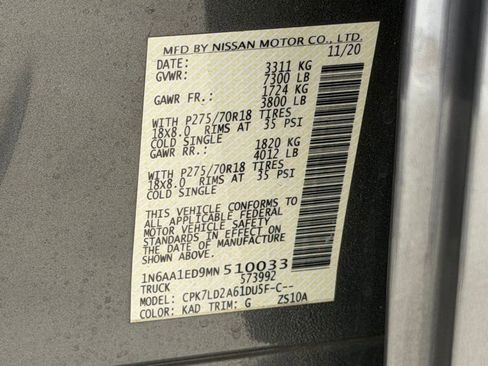 MFD BY NISSAN MOTOR CO., LTD.
DATE: 11/20
GVWR: 3311 KG
7300 LB
GAWR FR.: 1724 KG
3800 LB
WITH P275/70R18 TIRES
18X8.0 RIMS AT 35 PSI
COLD SINGLE
GAWR RR.: 1820 KG
4012 LB
WITH P275/70R18 TIRES
18X8.0 RIMS AT 35 PSI
COLD SINGLE
THIS VEHICLE CONFORMS TO
ALL APPLICABLE FEDERAL
MOTOR VEHICLE SAFETY
STANDARDS IN EFFECT ON
THE DATE OF MANUFACTURE
SHOWN ABOVE
1N6AA1ED9MN510033
TRUCK 573992
MODEL: CPK7LD2A61DU5F-C--
COLOR: KAD TRIM: G ZS10A